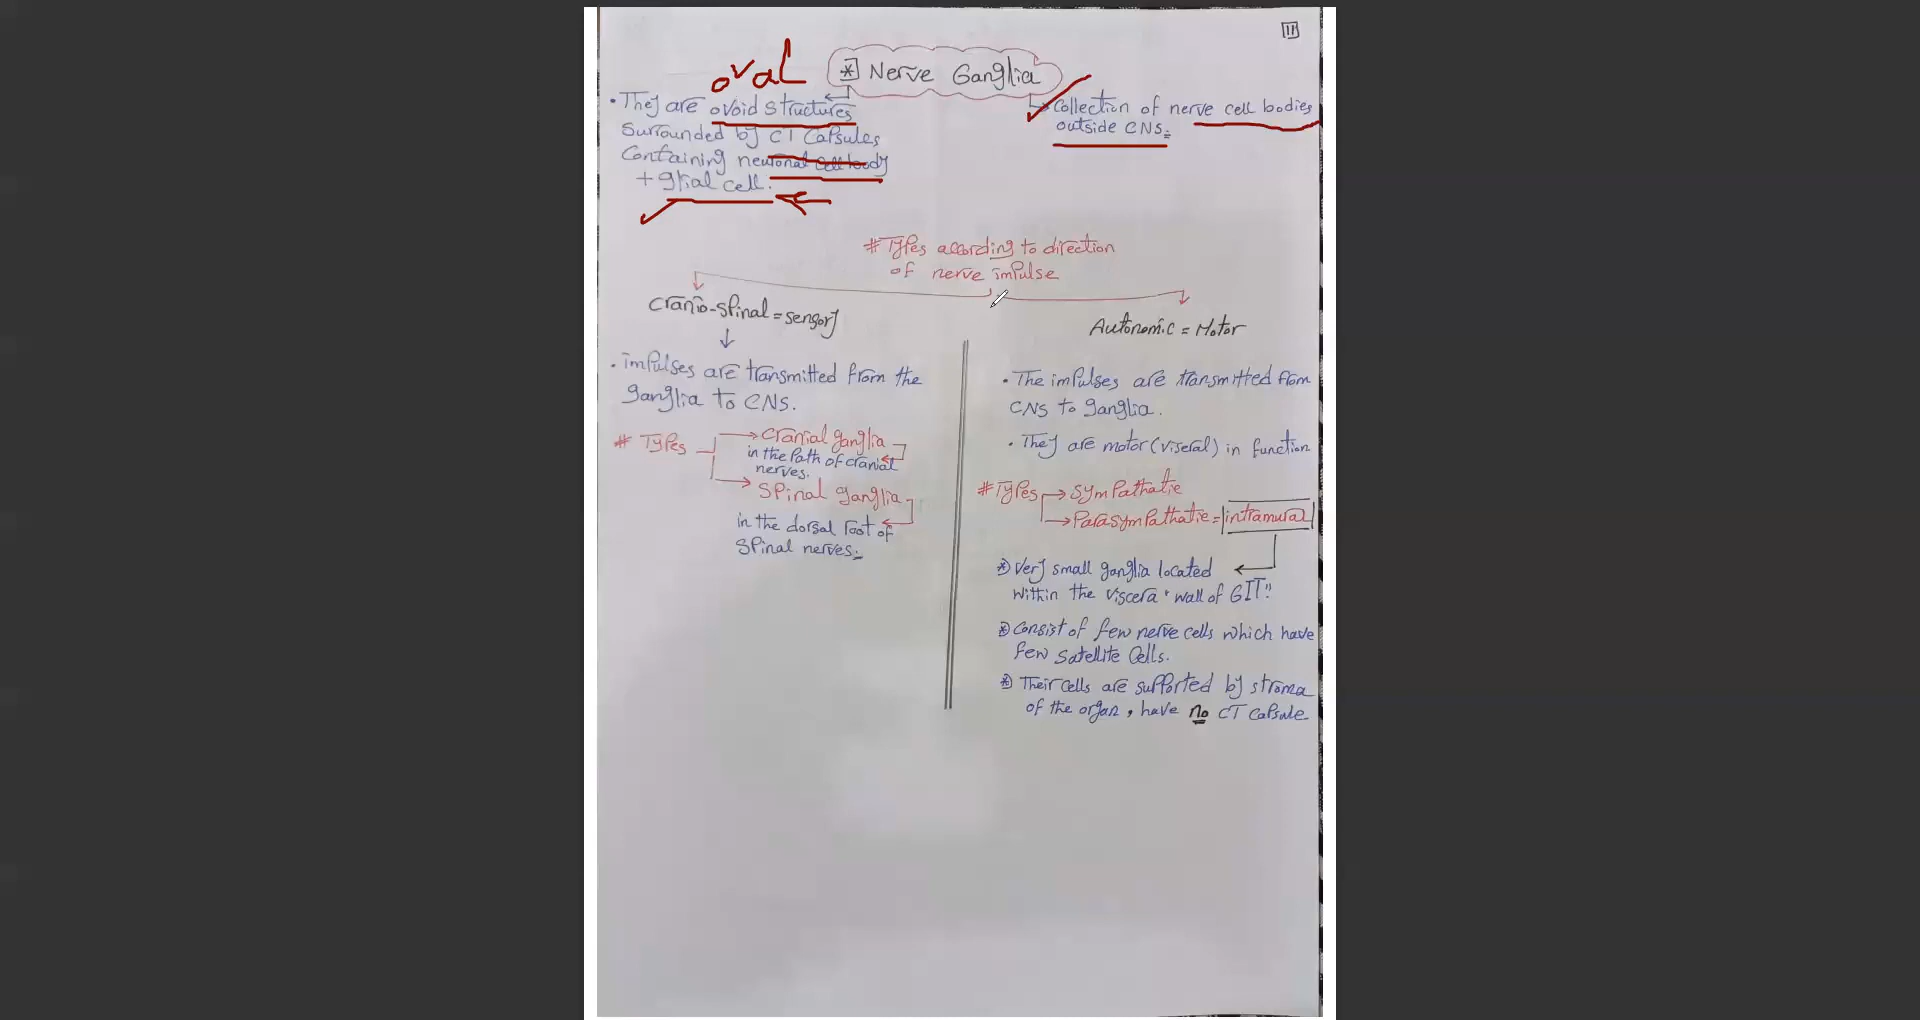 11
oval
* Nerve Ganglia
• They are ovoid structures
surrounded by CT Capsules
Containing neuronal cell body
+ glial cell.
Collection of nerve cell bodies
outside CNS.
# Types according to direction
of nerve impulse
Cranio-spinal = sensory
• impulses are transmitted from the
ganglia to CNS.
# Types
Cranial ganglia
in the path of cranial
nerves.
Spinal ganglia
in the dorsal root of
spinal nerves.
Autonomic = Motor
• The impulses are transmitted from
CNS to ganglia.
• They are motor (viseral) in function
# Types
Sympathatic
Parasympathatic = intramural
* Very small ganglia located
within the viscera "wall of GIT"
* Consist of few nerve cells which have
few satellite cells.
* Their cells are supported by stroma
of the organ, have no CT capsule